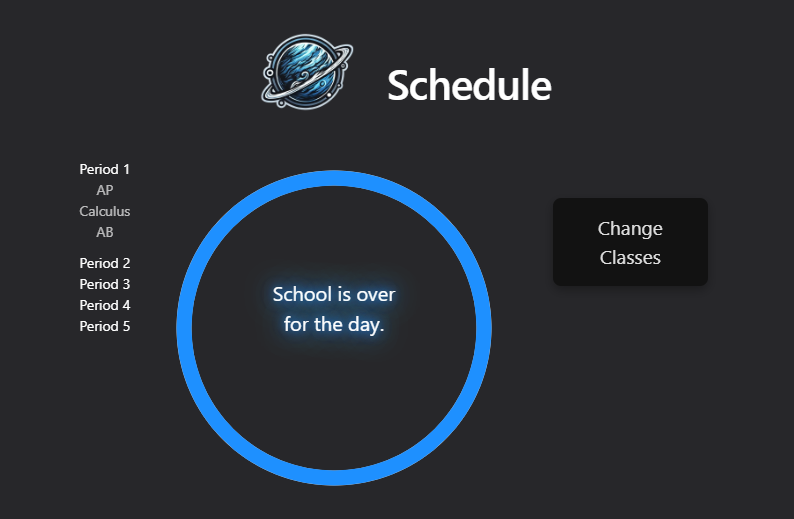 Schedule
Period 1
AP
Calculus
AB
Period 2
Period 3
Period 4
Period 5
School is over
for the day.
Change
Classes